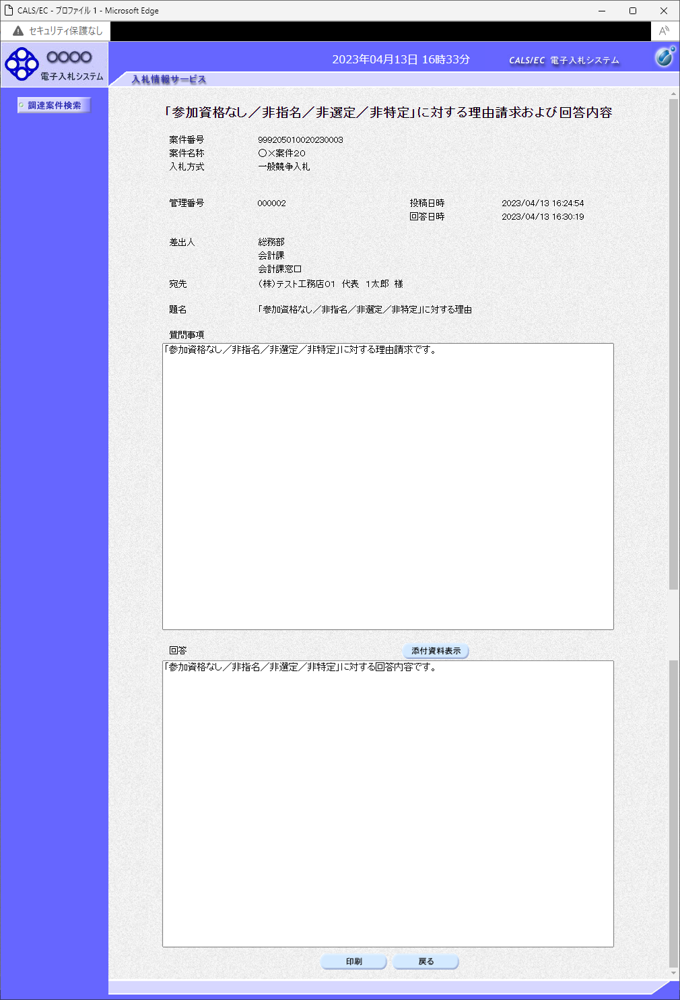 CALS/EC - プロファイル 1 - Microsoft Edge
セキュリティ保護なし
○○○○
電子入札システム
2023年04月13日 16時33分
CALS/EC 電子入札システム
入札情報サービス
調達案件検索
「参加資格なし／非指名／非選定／非特定」に対する理由請求および回答内容
案件番号 999205010020230003
案件名称 ○×案件２０
入札方式 一般競争入札
管理番号 000002 投稿日時 2023/04/13 16:24:54
回答日時 2023/04/13 16:30:19
差出人 総務部
会計課
会計課窓口
宛先 （株）テスト工務店０１　代表　１太郎　様
題名 「参加資格なし／非指名／非選定／非特定」に対する理由
質問事項
「参加資格なし／非指名／非選定／非特定」に対する理由請求です。
回答 添付資料表示
「参加資格なし／非指名／非選定／非特定」に対する回答内容です。
印刷 戻る